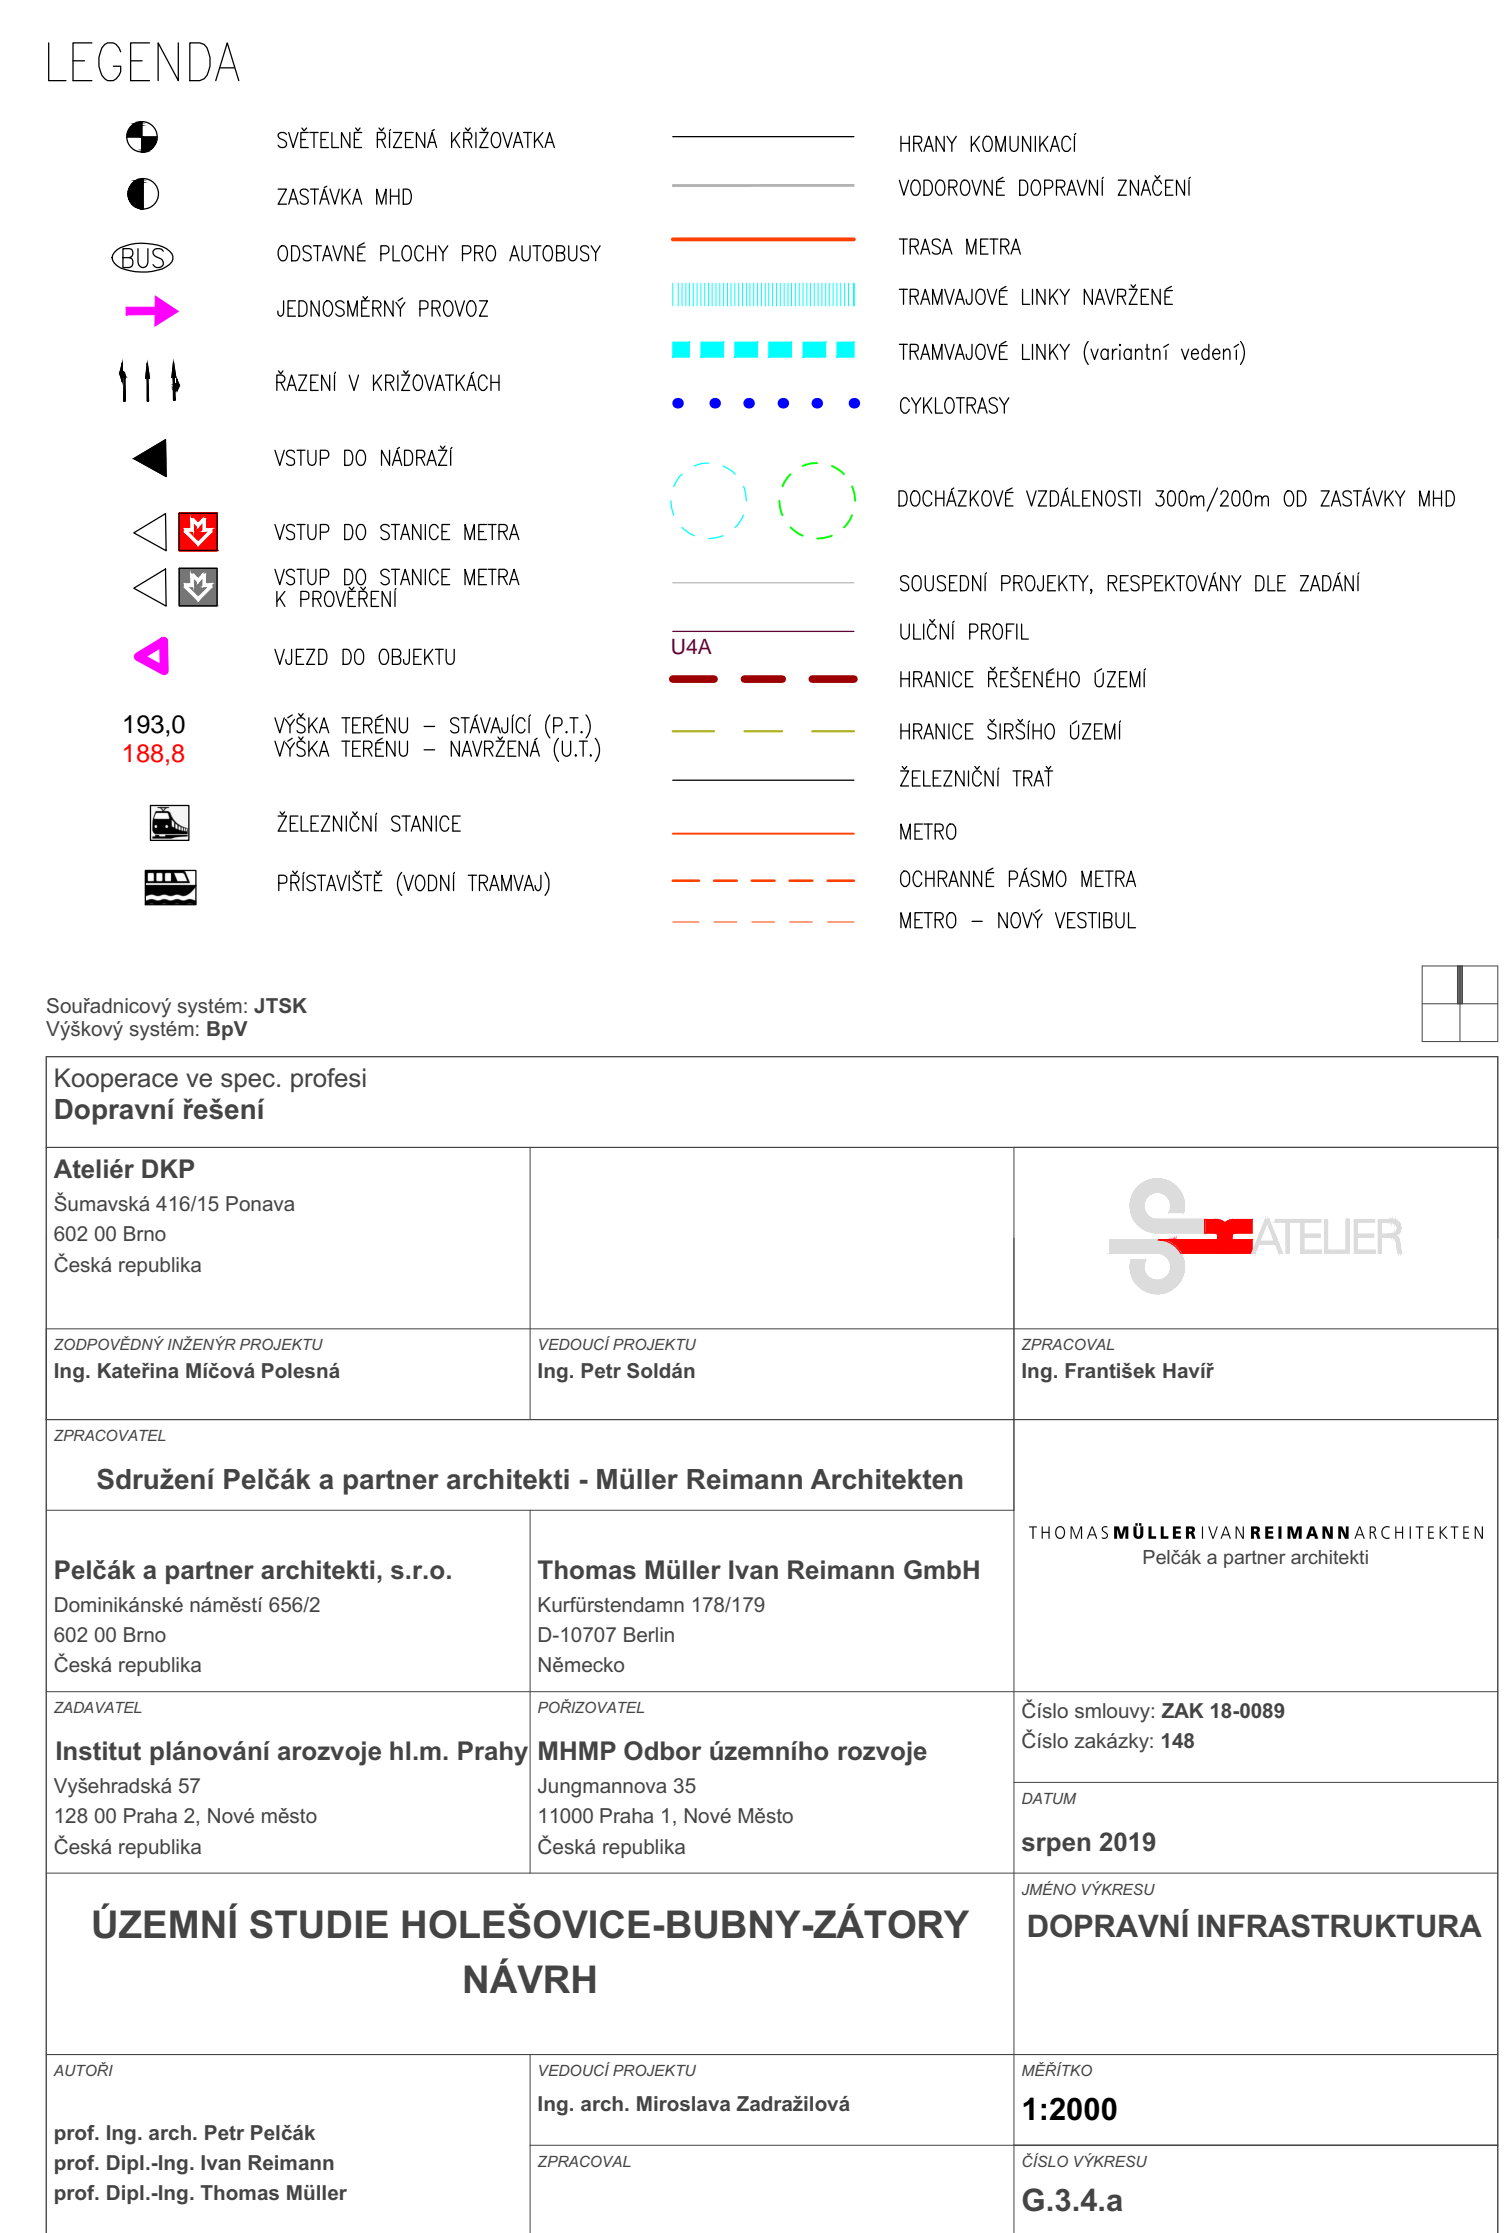 LEGENDA
SVĚTELNĚ ŘÍZENÁ KŘIŽOVATKA
ZASTÁVKA MHD
BUS ODSTAVNÉ PLOCHY PRO AUTOBUSY
JEDNOSMĚRNÝ PROVOZ
ŘAZENÍ V KRIŽOVATKÁCH
VSTUP DO NÁDRAŽÍ
VSTUP DO STANICE METRA
VSTUP DO STANICE METRA
K PROVĚŘENÍ
VJEZD DO OBJEKTU
193,0 VÝŠKA TERÉNU – STÁVAJÍCÍ (P.T.)
188,8 VÝŠKA TERÉNU – NAVRŽENÁ (U.T.)
ŽELEZNIČNÍ STANICE
PŘÍSTAVIŠTĚ (VODNÍ TRAMVAJ)
HRANY KOMUNIKACÍ
VODOROVNÉ DOPRAVNÍ ZNAČENÍ
TRASA METRA
TRAMVAJOVÉ LINKY NAVRŽENÉ
TRAMVAJOVÉ LINKY (variantní vedení)
CYKLOTRASY
DOCHÁZKOVÉ VZDÁLENOSTI 300m/200m OD ZASTÁVKY MHD
SOUSEDNÍ PROJEKTY, RESPEKTOVÁNY DLE ZADÁNÍ
U4A ULIČNÍ PROFIL
HRANICE ŘEŠENÉHO ÚZEMÍ
HRANICE ŠIRŠÍHO ÚZEMÍ
ŽELEZNIČNÍ TRAŤ
METRO
OCHRANNÉ PÁSMO METRA
METRO – NOVÝ VESTIBUL
Souřadnicový systém: JTSK
Výškový systém: BpV
Kooperace ve spec. profesi
Dopravní řešení
Ateliér DKP
Šumavská 416/15 Ponava
602 00 Brno
Česká republika
ATELIER
ZODPOVĚDNÝ INŽENÝR PROJEKTU
Ing. Kateřina Míčová Polesná
VEDOUCÍ PROJEKTU
Ing. Petr Soldán
ZPRACOVAL
Ing. František Havíř
ZPRACOVATEL
Sdružení Pelčák a partner architekti - Müller Reimann Architekten
Pelčák a partner architekti, s.r.o.
Dominikánské náměstí 656/2
602 00 Brno
Česká republika
Thomas Müller Ivan Reimann GmbH
Kurfürstendamn 178/179
D-10707 Berlin
Německo
THOMASMÜLLERIVANREIMANNARCHITEKTEN
Pelčák a partner architekti
ZADAVATEL
Institut plánování arozvoje hl.m. Prahy
Vyšehradská 57
128 00 Praha 2, Nové město
Česká republika
POŘIZOVATEL
MHMP Odbor územního rozvoje
Jungmannova 35
11000 Praha 1, Nové Město
Česká republika
Číslo smlouvy: ZAK 18-0089
Číslo zakázky: 148
DATUM
srpen 2019
ÚZEMNÍ STUDIE HOLEŠOVICE-BUBNY-ZÁTORY
NÁVRH
JMÉNO VÝKRESU
DOPRAVNÍ INFRASTRUKTURA
AUTOŘI
prof. Ing. arch. Petr Pelčák
prof. Dipl.-Ing. Ivan Reimann
prof. Dipl.-Ing. Thomas Müller
VEDOUCÍ PROJEKTU
Ing. arch. Miroslava Zadražilová
ZPRACOVAL
MĚŘÍTKO
1:2000
ČÍSLO VÝKRESU
G.3.4.a